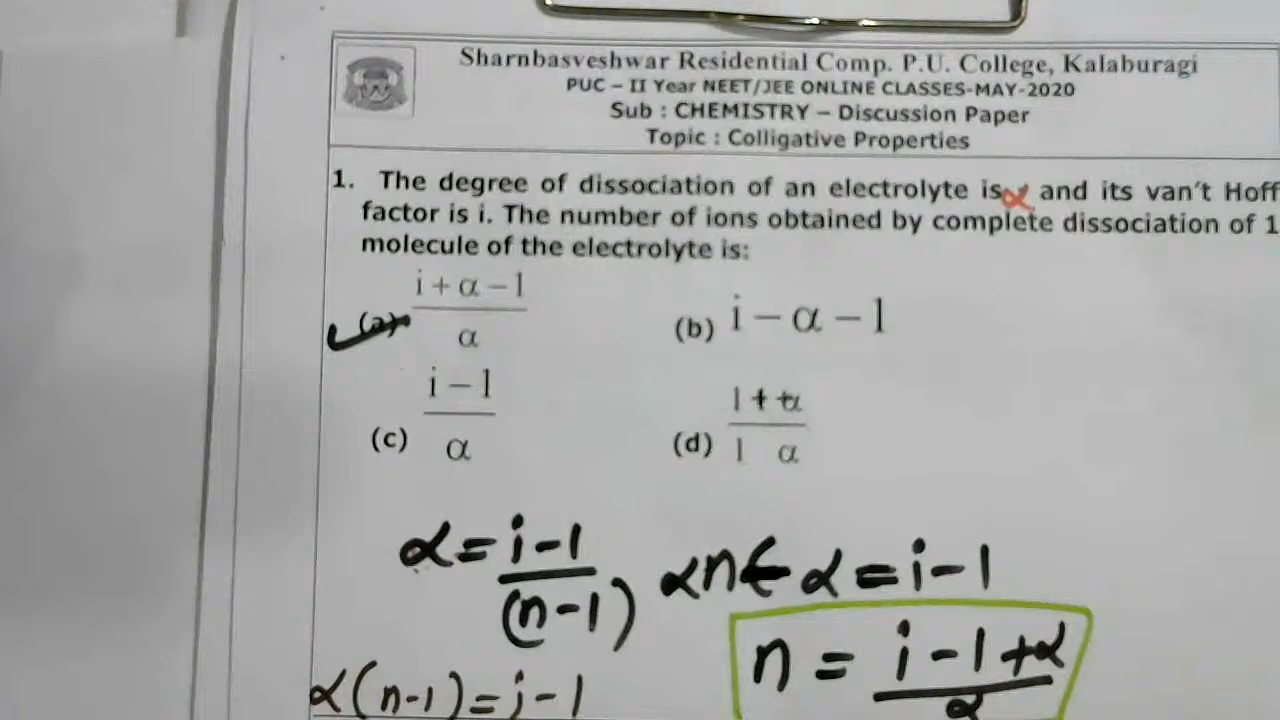 Sharnbasveshwar Residential Comp. P.U. College, Kalaburagi
PUC – II Year NEET/JEE ONLINE CLASSES-MAY-2020
Sub : CHEMISTRY – Discussion Paper
Topic : Colligative Properties
1. The degree of dissociation of an electrolyte is α and its van't Hoff
factor is i. The number of ions obtained by complete dissociation of 1
molecule of the electrolyte is:
(a) i + α − 1
α
(b) i − α − 1
(c) i − 1
α
(d) 1 + α
1 α
α = i − 1
(n − 1)
αn − α = i − 1
α(n − 1) = i − 1
n = i − 1 + α
α